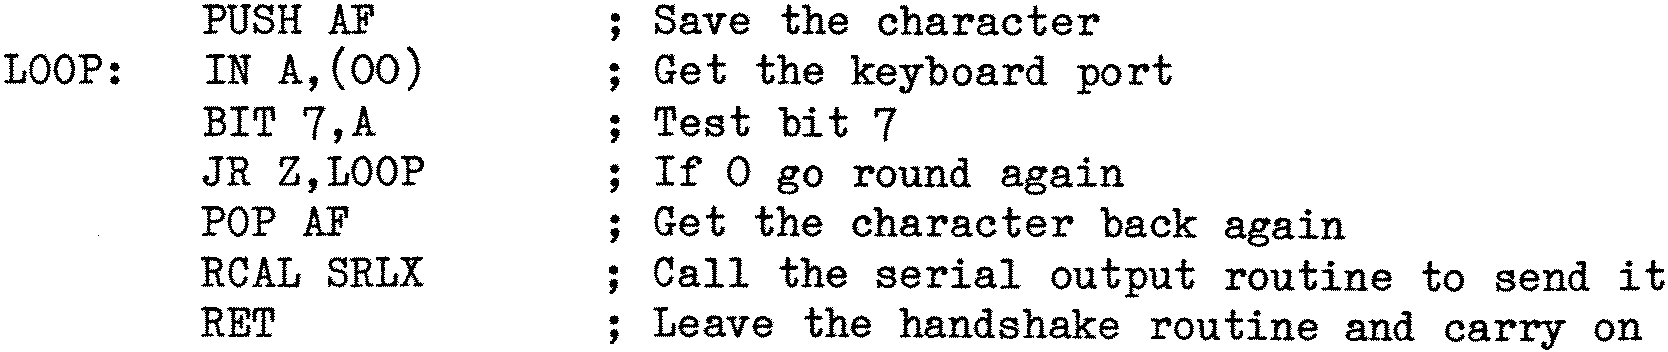 PUSH AF ; Save the character
LOOP: IN A,(00) ; Get the keyboard port
BIT 7,A ; Test bit 7
JR Z,LOOP ; If 0 go round again
POP AF ; Get the character back again
RCAL SRLX ; Call the serial output routine to send it
RET ; Leave the handshake routine and carry on